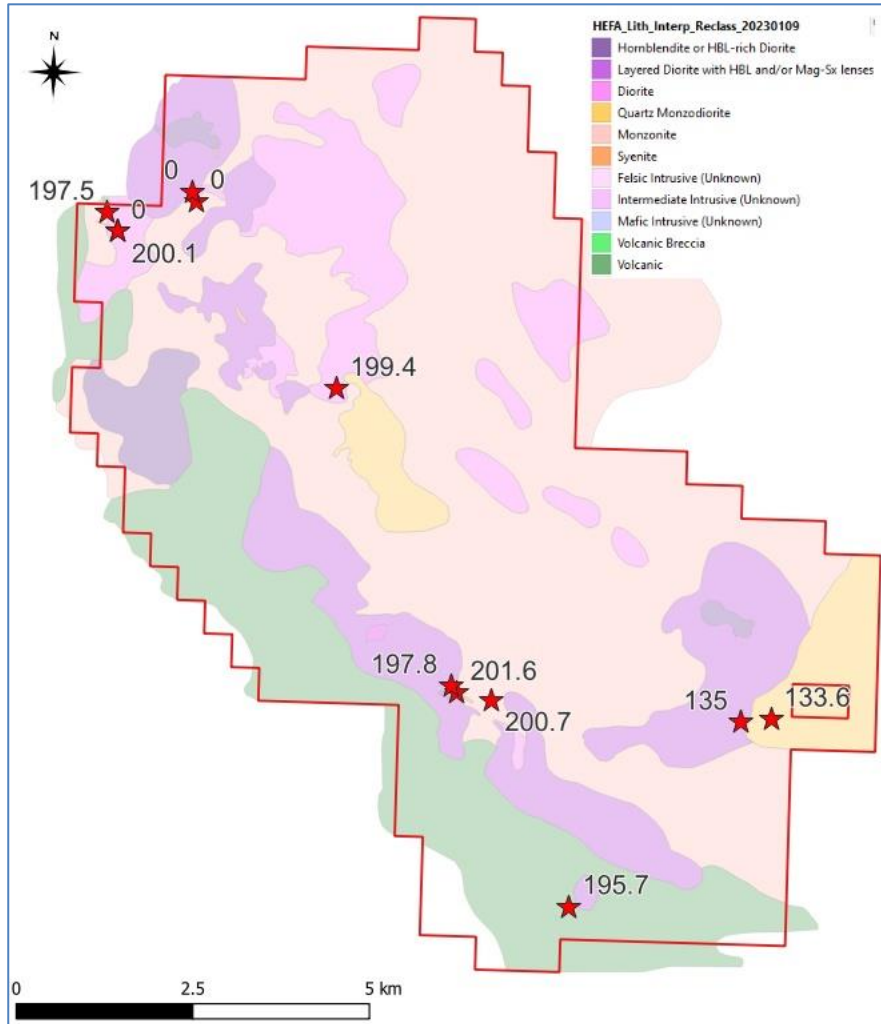 HEFA_Lith_Interp_Reclass_20230109
Hornblendite or HBL-rich Diorite
Layered Diorite with HBL and/or Mag-Sx lenses
Diorite
Quartz Monzodiorite
Monzonite
Syenite
Felsic Intrusive (Unknown)
Intermediate Intrusive (Unknown)
Mafic Intrusive (Unknown)
Volcanic Breccia
Volcanic
N
0
0
197.5
0
200.1
199.4
197.8
201.6
200.7
135
133.6
195.7
0
2.5
5 km